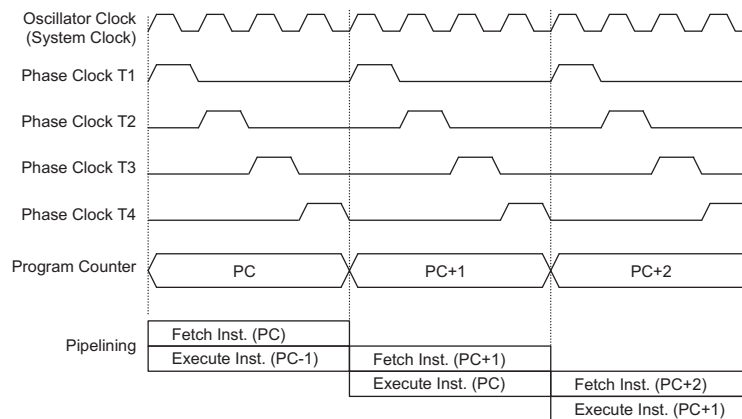 Oscillator Clock
(System Clock)
Phase Clock T1
Phase Clock T2
Phase Clock T3
Phase Clock T4
Program Counter
PC
PC+1
PC+2
Pipelining
Fetch Inst. (PC)
Execute Inst. (PC-1)
Fetch Inst. (PC+1)
Execute Inst. (PC)
Fetch Inst. (PC+2)
Execute Inst. (PC+1)